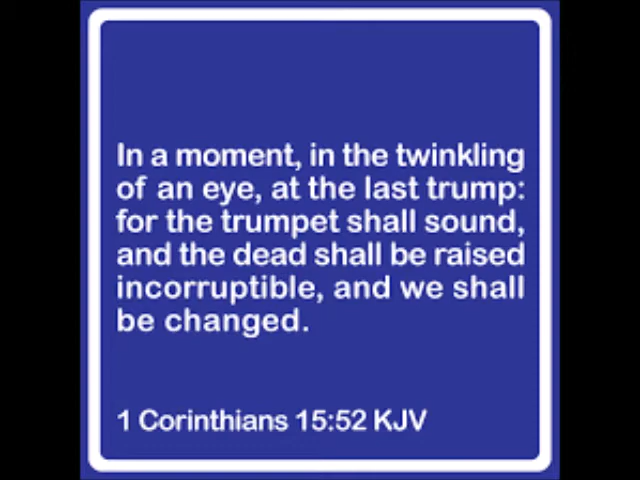 In a moment, in the twinkling
of an eye, at the last trump:
for the trumpet shall sound,
and the dead shall be raised
incorruptible, and we shall
be changed.
1 Corinthians 15:52 KJV